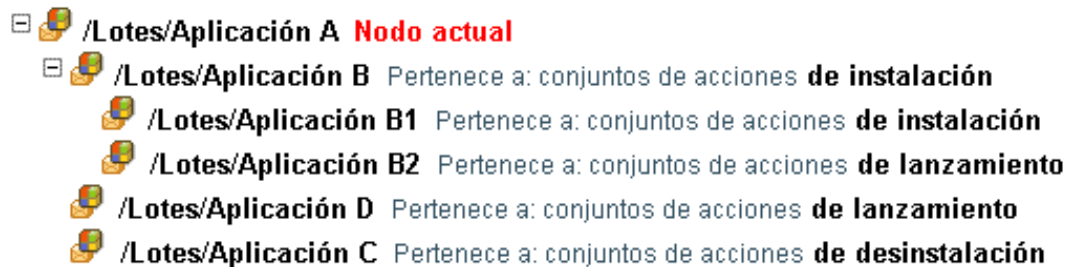 /Lotes/Aplicación A Nodo actual
/Lotes/Aplicación B Pertenece a: conjuntos de acciones de instalación
/Lotes/Aplicación B1 Pertenece a: conjuntos de acciones de instalación
/Lotes/Aplicación B2 Pertenece a: conjuntos de acciones de lanzamiento
/Lotes/Aplicación D Pertenece a: conjuntos de acciones de lanzamiento
/Lotes/Aplicación C Pertenece a: conjuntos de acciones de desinstalación